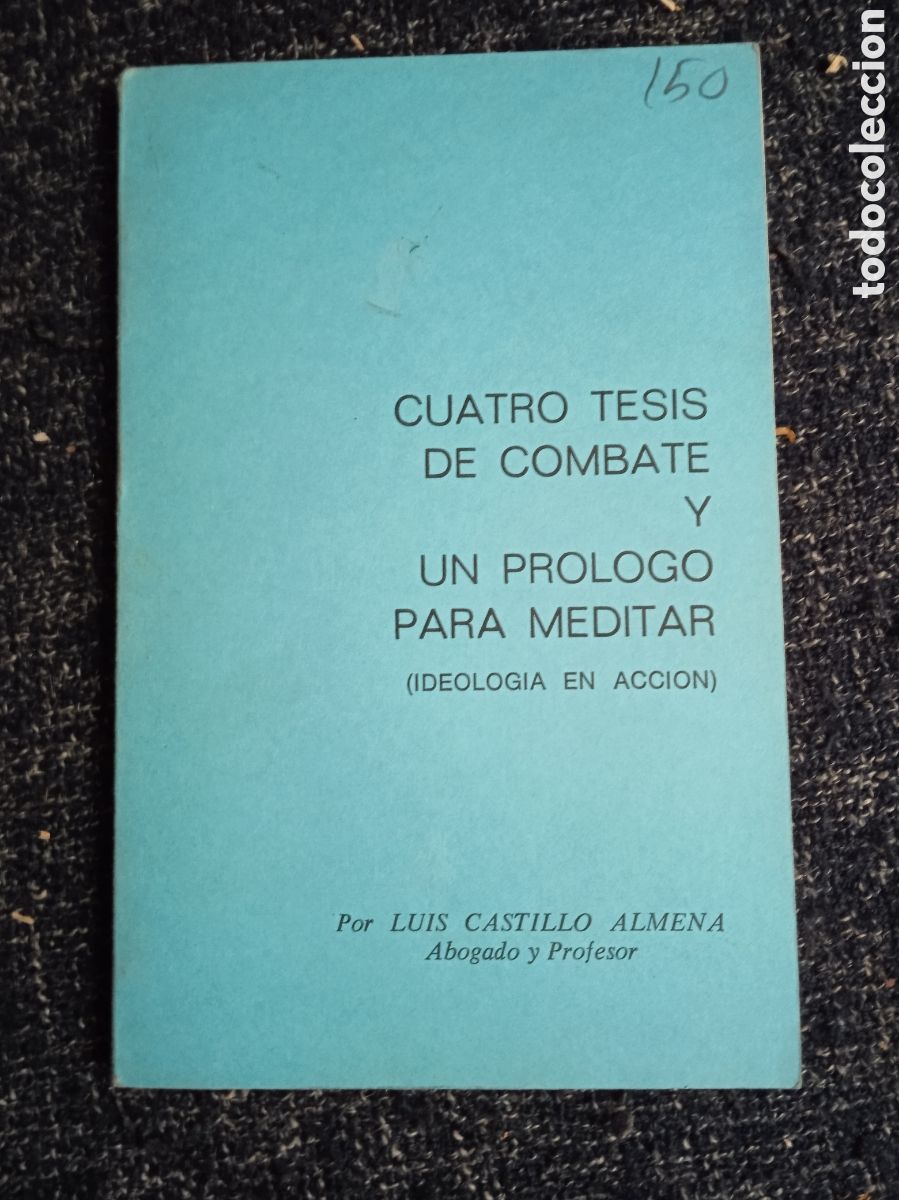 150
CUATRO TESIS
DE COMBATE
Y
UN PROLOGO
PARA MEDITAR
(IDEOLOGIA EN ACCION)
Por LUIS CASTILLO ALMENA
Abogado y Profesor
todocoleccion